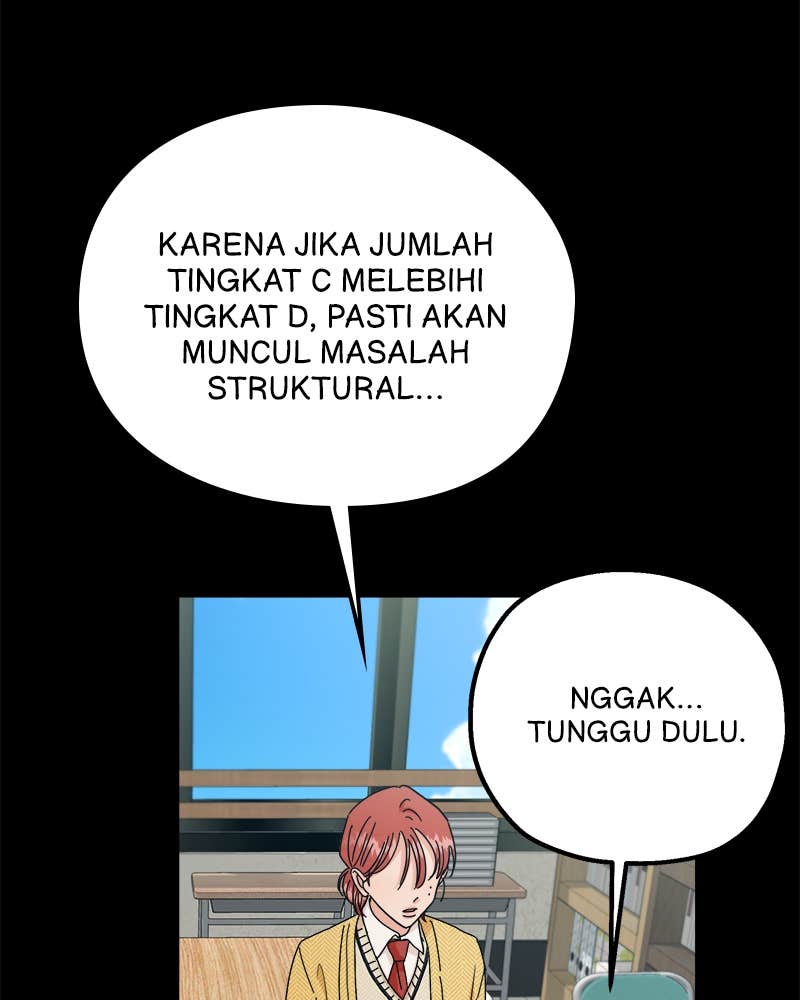 KARENA JIKA JUMLAH
TINGKAT C MELEBIHI
TINGKAT D, PASTI AKAN
MUNCUL MASALAH
STRUKTURAL...
NGGAK...
TUNGGU DULU.